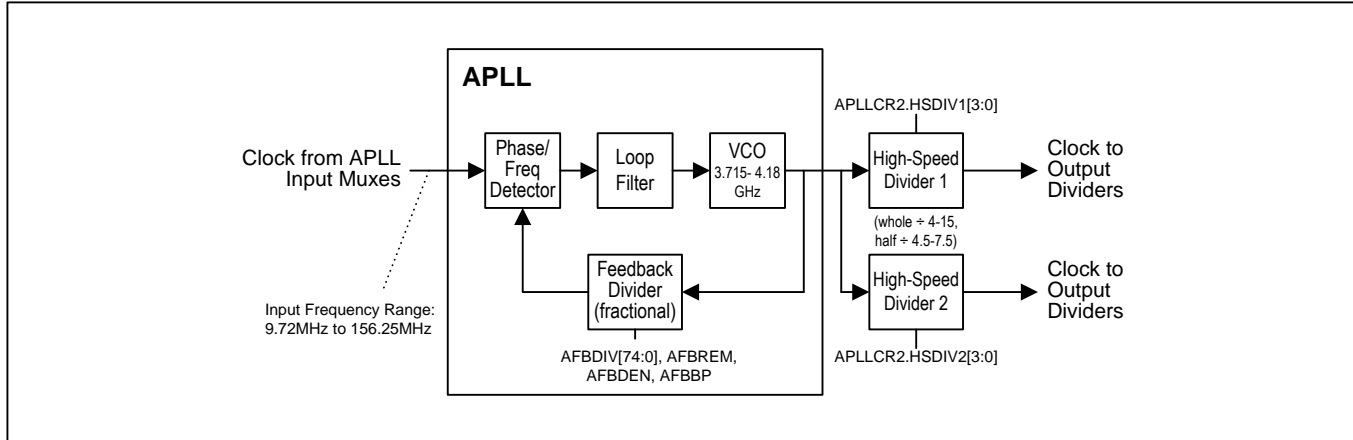 APLL
APLLCR2.HSDIV1[3:0]
Clock from APLL
Input Muxes
Phase/
Freq
Detector
Loop
Filter
VCO
3.715- 4.18
GHz
High-Speed
Divider 1
Clock to
Output
Dividers
(whole ÷ 4-15,
half ÷ 4.5-7.5)
Feedback
Divider
(fractional)
High-Speed
Divider 2
Clock to
Output
Dividers
Input Frequency Range:
9.72MHz to 156.25MHz
AFBDIV[74:0], AFBREM,
AFBDEN, AFBBP
APLLCR2.HSDIV2[3:0]